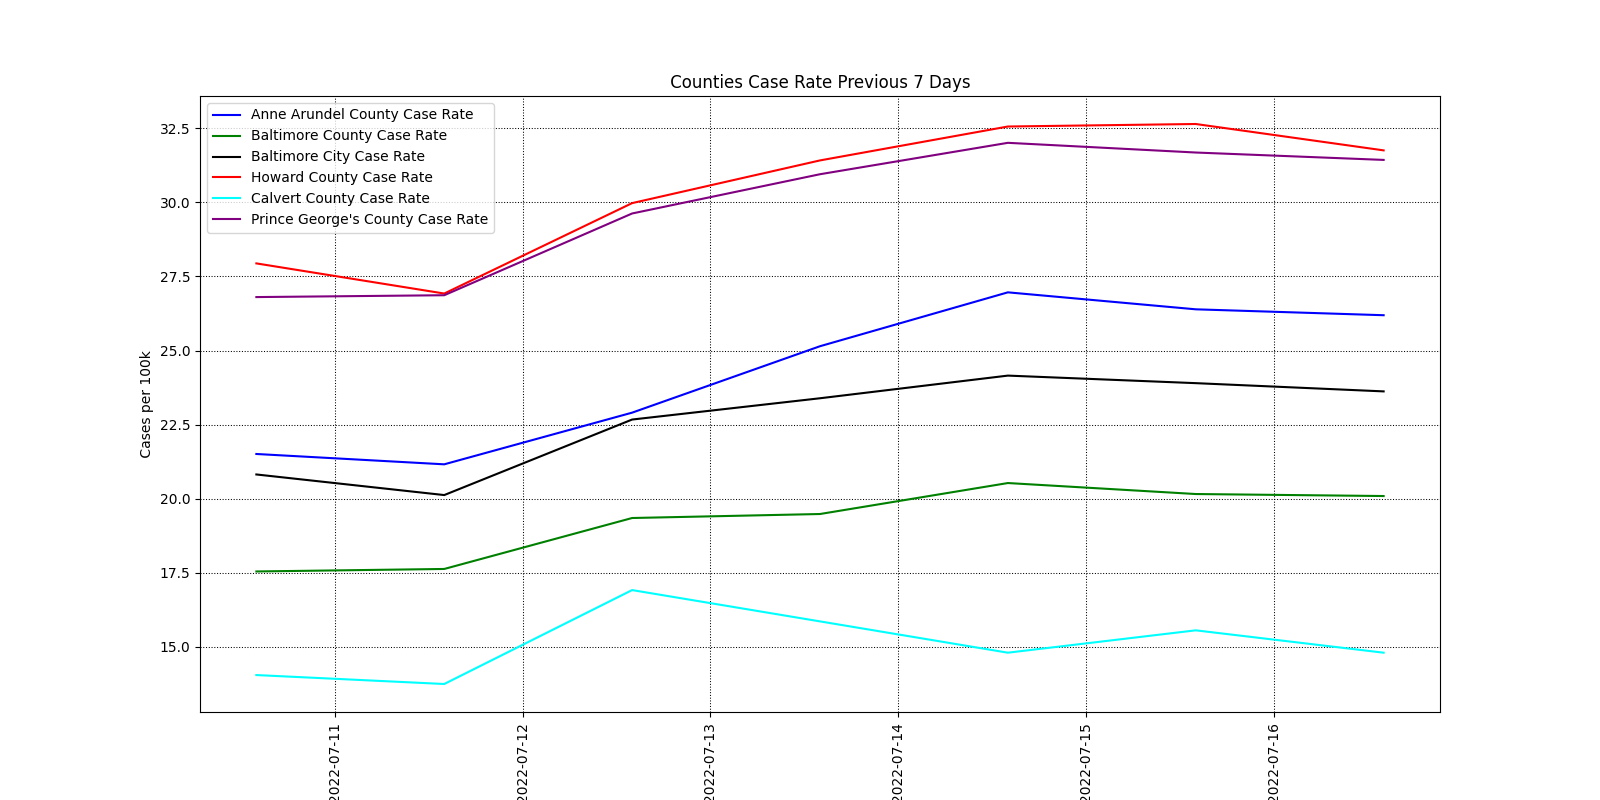 Counties Case Rate Previous 7 Days
Anne Arundel County Case Rate
Baltimore County Case Rate
Baltimore City Case Rate
Howard County Case Rate
Calvert County Case Rate
Prince George's County Case Rate
32.5
30.0
27.5
25.0
22.5
20.0
17.5
15.0
Cases per 100k
2022-07-11
2022-07-12
2022-07-13
2022-07-14
2022-07-15
2022-07-16